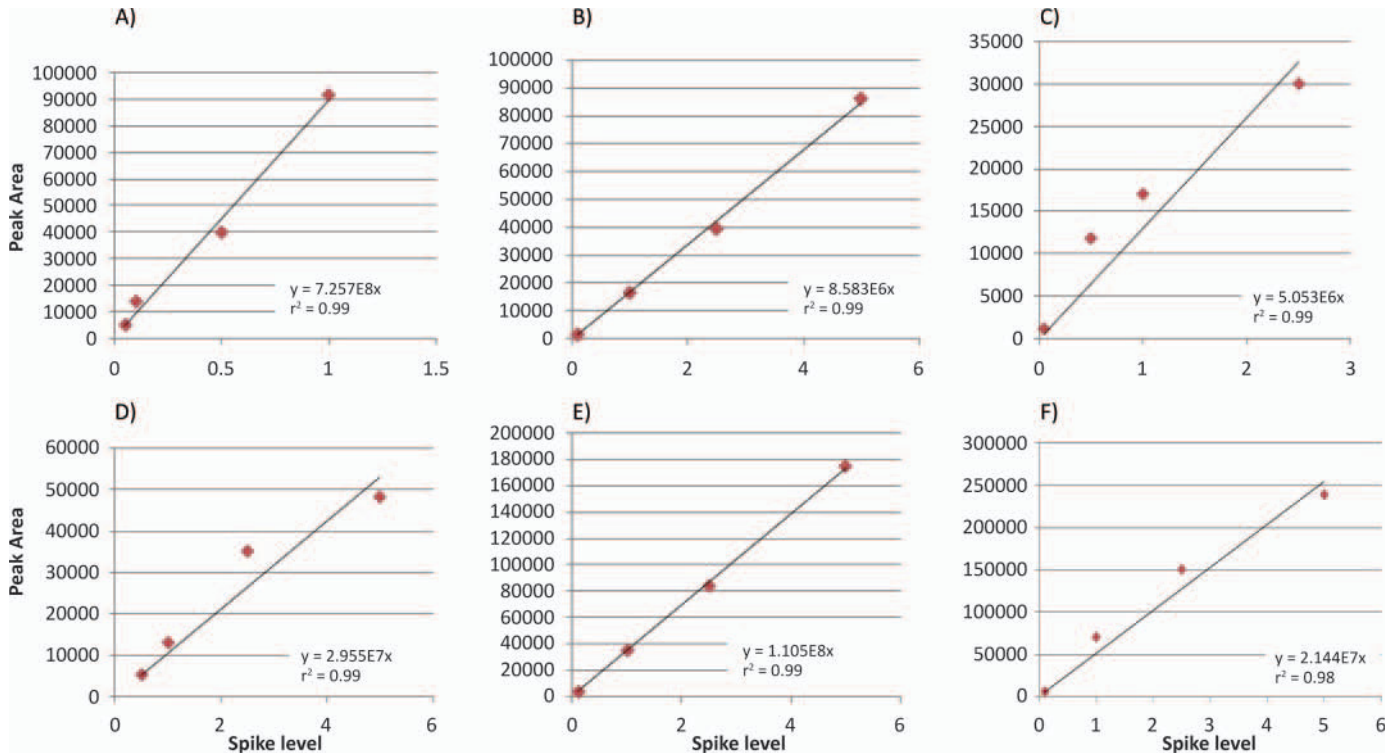 A)
Peak Area
100000
90000
80000
70000
60000
50000
40000
30000
20000
10000
0
0 0.5 1 1.5
y = 7.257E8x
r² = 0.99
B)
100000
90000
80000
70000
60000
50000
40000
30000
20000
10000
0
0 2 4 6
y = 8.583E6x
r² = 0.99
C)
35000
30000
25000
20000
15000
10000
5000
0
0 1 2 3
y = 5.053E6x
r² = 0.99
D)
Peak Area
60000
50000
40000
30000
20000
10000
0
0 2 4 6
Spike level
y = 2.955E7x
r² = 0.99
E)
200000
180000
160000
140000
120000
100000
80000
60000
40000
20000
0
0 2 4 6
Spike level
y = 1.105E8x
r² = 0.99
F)
300000
250000
200000
150000
100000
50000
0
0 1 2 3 4 5 6
Spike level
y = 2.144E7x
r² = 0.98